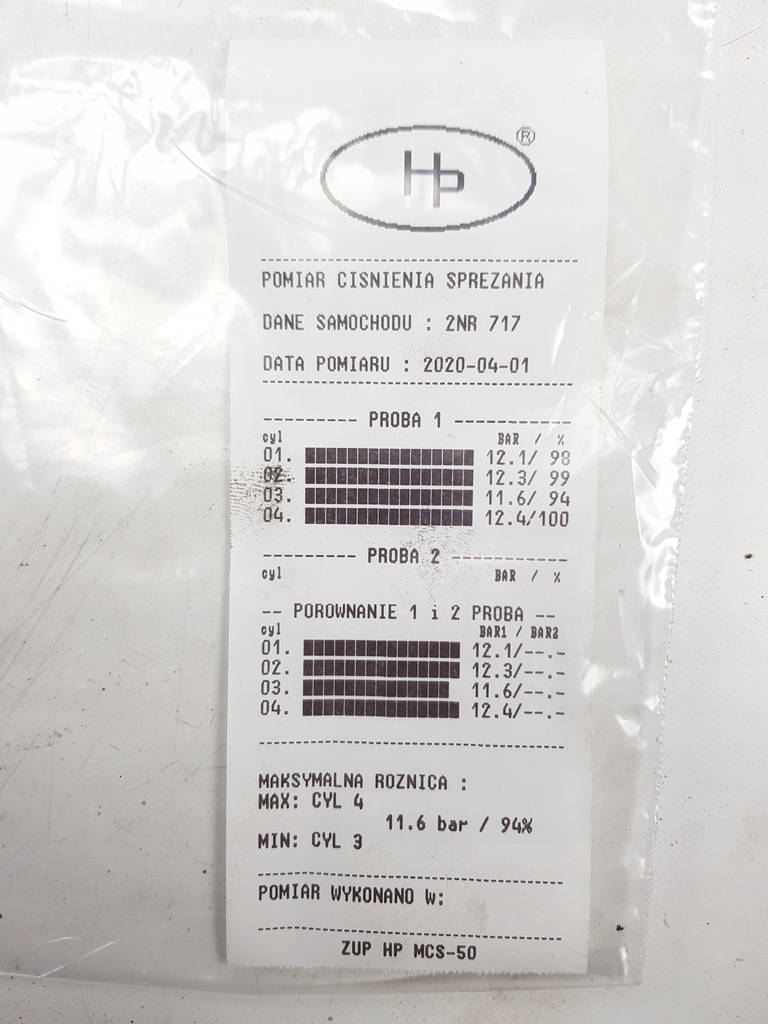 HP ®
POMIAR CISNIENIA SPREZANIA
DANE SAMOCHODU : 2NR 717
DATA POMIARU : 2020-04-01
---------- PROBA 1 -------------
cyl BAR / %
01. 12.1/ 98
02. 12.3/ 99
03. 11.6/ 94
04. 12.4/100
---------- PROBA 2 -------------
cyl BAR / %
-- POROWNANIE 1 i 2 PROBA --
cyl BAR1 / BAR2
01. 12.1/--.-
02. 12.3/--.-
03. 11.6/--.-
04. 12.4/--.-
MAKSYMALNA ROZNICA :
MAX: CYL 4
11.6 bar / 94%
MIN: CYL 3
POMIAR WYKONANO W:
ZUP HP MCS-50